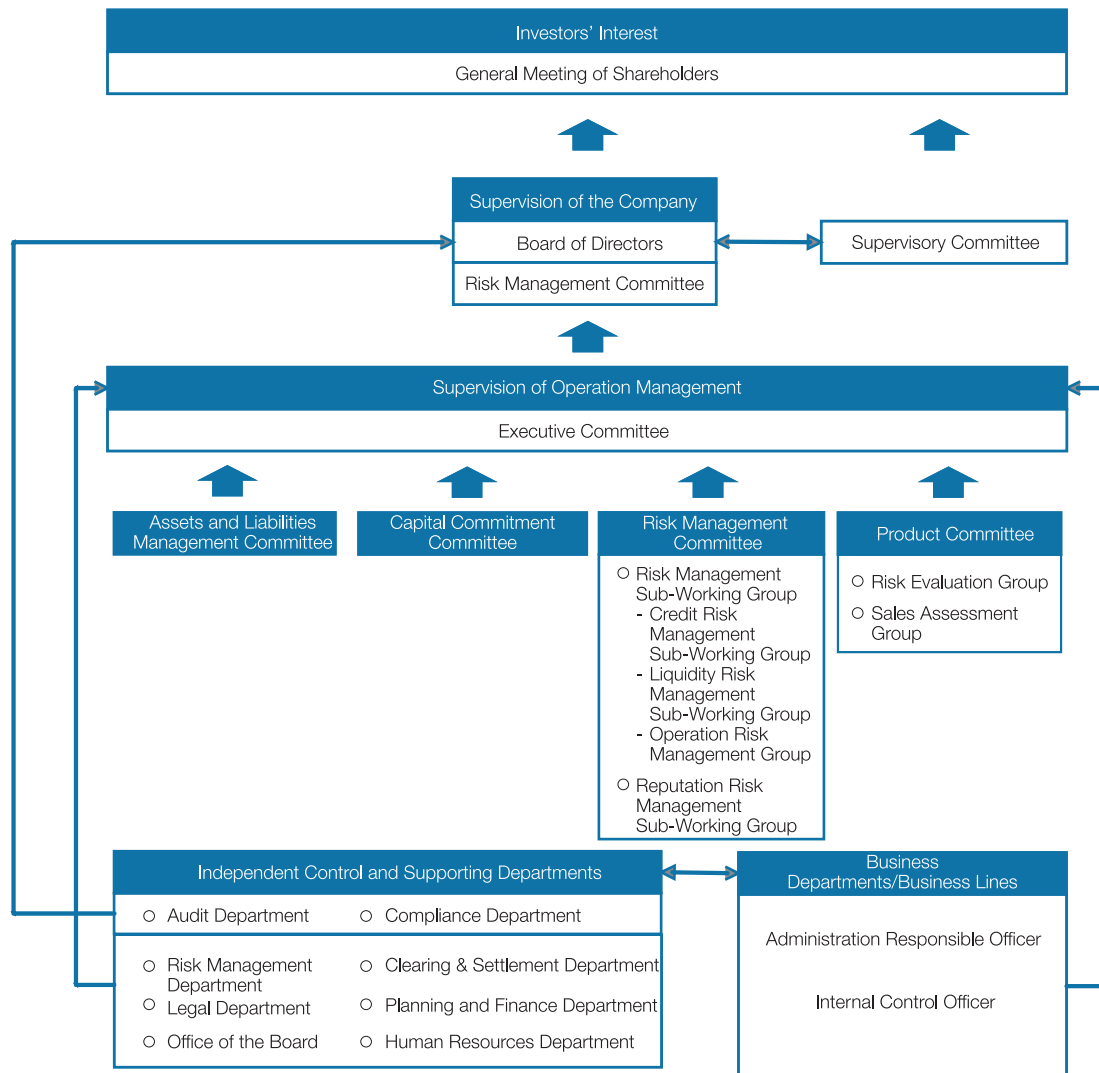 Investors' Interest
General Meeting of Shareholders
Supervision of the Company
Board of Directors
Supervisory Committee
Risk Management Committee
Supervision of Operation Management
Executive Committee
Assets and Liabilities
Management Committee
Capital Commitment
Committee
Risk Management
Committee
○ Risk Management
Sub-Working Group
- Credit Risk
Management
Sub-Working Group
- Liquidity Risk
Management
Sub-Working Group
- Operation Risk
Management Group
○ Reputation Risk
Management
Sub-Working Group
Product Committee
○ Risk Evaluation Group
○ Sales Assessment
Group
Independent Control and Supporting Departments
○ Audit Department
○ Compliance Department
○ Risk Management
Department
○ Clearing & Settlement Department
○ Legal Department
○ Planning and Finance Department
○ Office of the Board
○ Human Resources Department
Business
Departments/Business Lines
Administration Responsible Officer
Internal Control Officer